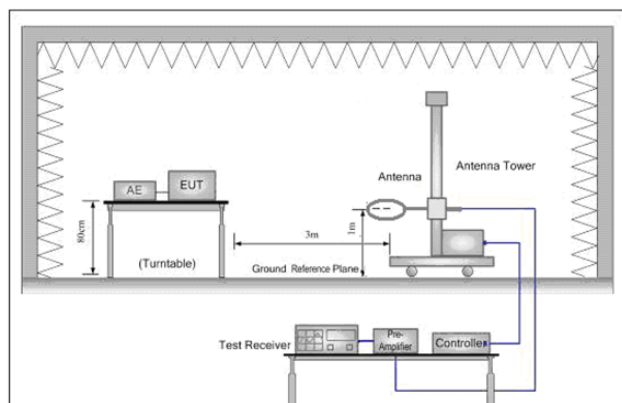 Antenna
Antenna Tower
AE
EUT
80cm
(Turntable)
3m
1m
Ground Reference Plane
Test Receiver
Pre-
Amplifier
Controller